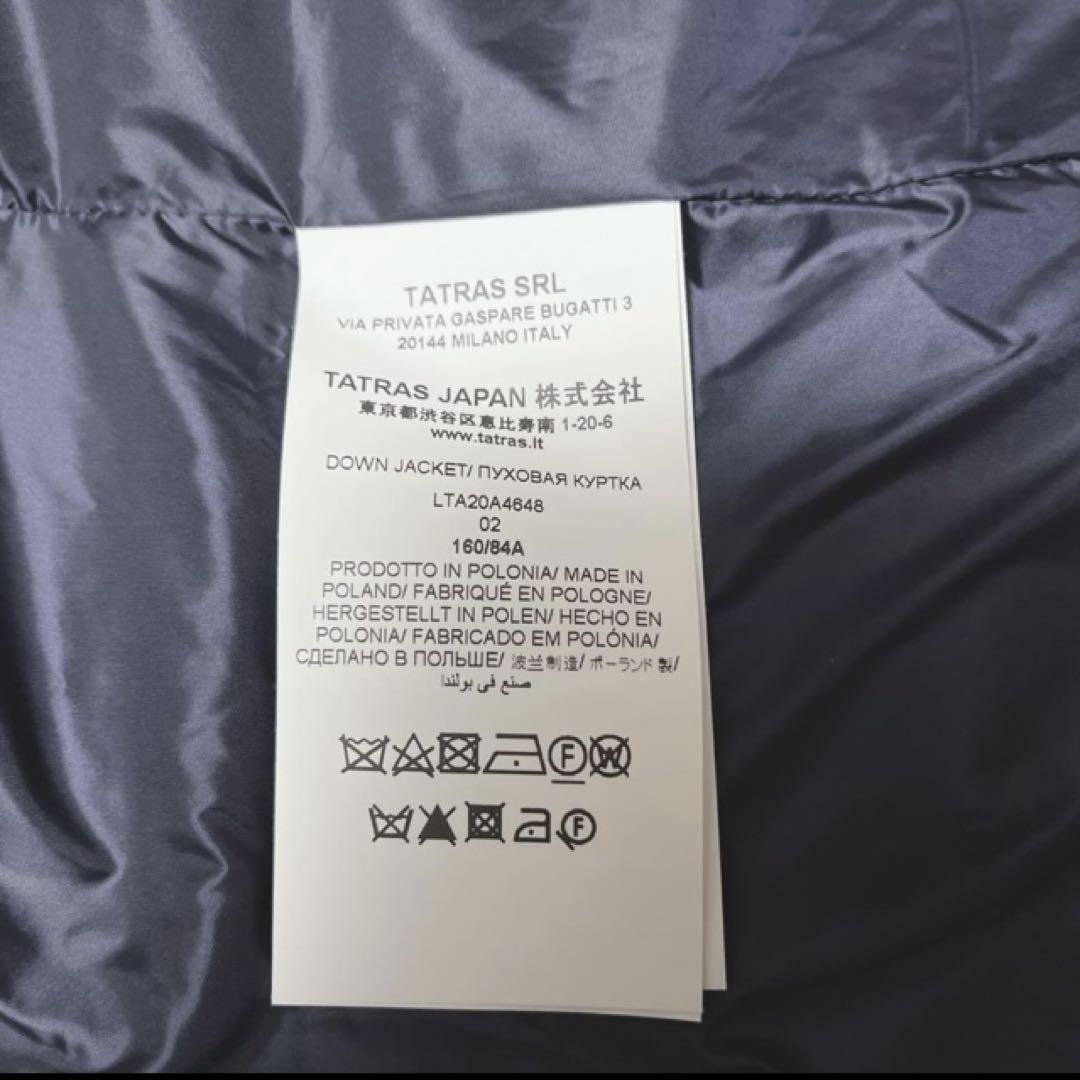 TATRAS SRL
VIA PRIVATA GASPARE BUGATTI 3
20144 MILANO ITALY
TATRAS JAPAN 株式会社
東京都渋谷区恵比寿南 1-20-6
www.tatras.lt
DOWN JACKET/ ПУХОВАЯ КУРТКА
LTA20A4648
02
160/84A
PRODOTTO IN POLONIA/ MADE IN
POLAND/ FABRIQUÉ EN POLOGNE/
HERGESTELLT IN POLEN/ HECHO EN
POLONIA/ FABRICADO EM POLÓNIA/
СДЕЛАНО В ПОЛЬШЕ/ 波兰制造/ ポーランド 製/
صنع في بولندا
F W
F